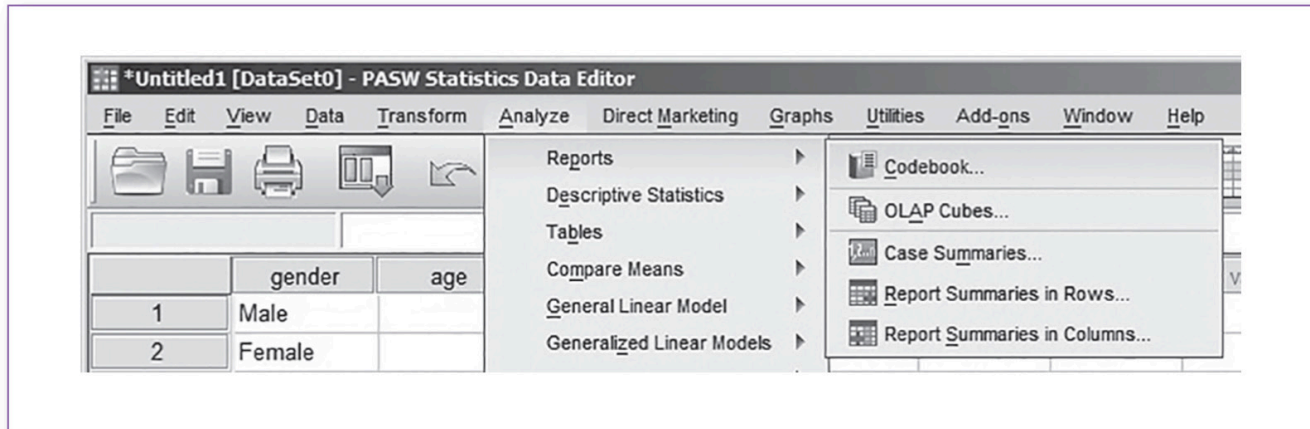 *Untitled1 [DataSet0] - PASW Statistics Data Editor
File Edit View Data Transform Analyze Direct Marketing Graphs Utilities Add-ons Window Help
Reports
Descriptive Statistics
Tables
Compare Means
General Linear Model
Generalized Linear Models
Codebook...
OLAP Cubes...
Case Summaries...
Report Summaries in Rows...
Report Summaries in Columns...
gender age
1 Male
2 Female